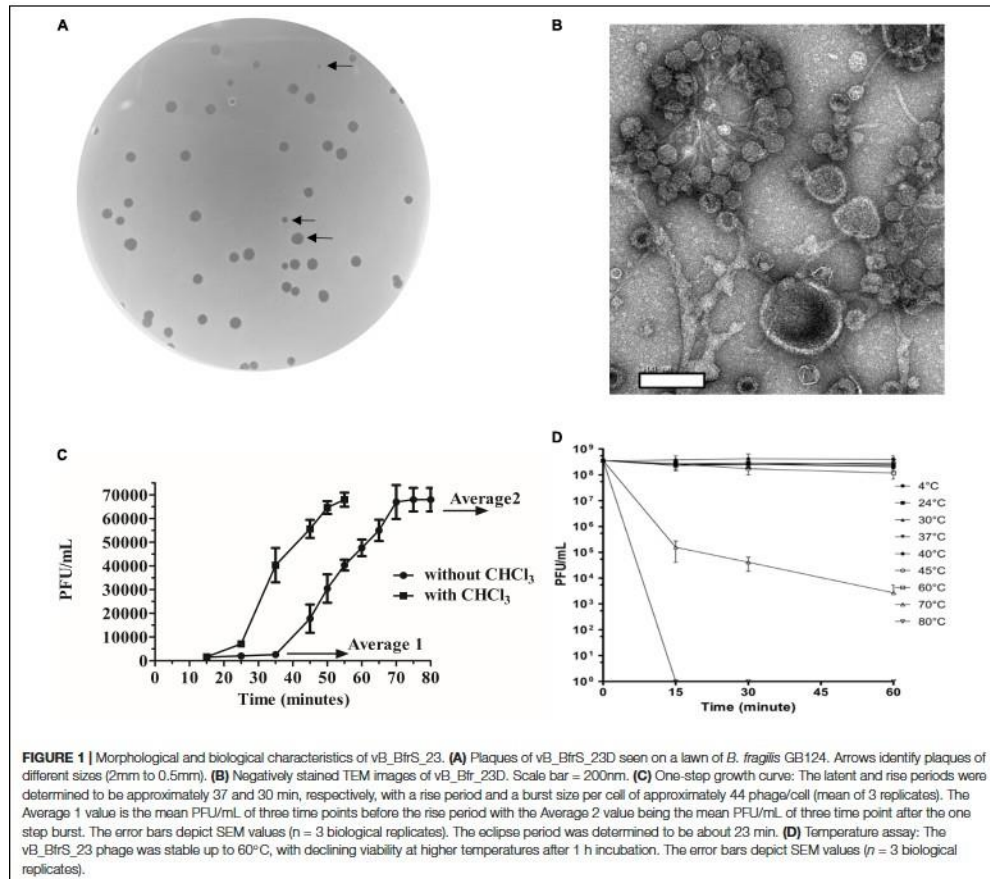 A
B
C
70000
60000
50000
40000
30000
20000
10000
0
PFU/mL
Average2
without CHCl3
with CHCl3
Average 1
0 10 20 30 40 50 60 70 80
Time (minutes)
D
10⁹
10⁸
10⁷
10⁶
10⁵
10⁴
10³
10²
10¹
10⁰
PFU/mL
4°C
24°C
30°C
37°C
40°C
45°C
60°C
70°C
80°C
0 15 30 45 60
Time (minute)
FIGURE 1 | Morphological and biological characteristics of vB_BfrS_23. (A) Plaques of vB_BfrS_23D seen on a lawn of B. fragilis GB124. Arrows identify plaques of
different sizes (2mm to 0.5mm). (B) Negatively stained TEM images of vB_Bfr_23D. Scale bar = 200nm. (C) One-step growth curve: The latent and rise periods were
determined to be approximately 37 and 30 min, respectively, with a rise period and a burst size per cell of approximately 44 phage/cell (mean of 3 replicates). The
Average 1 value is the mean PFU/mL of three time points before the rise period with the Average 2 value being the mean PFU/mL of three time point after the one
step burst. The error bars depict SEM values (n = 3 biological replicates). The eclipse period was determined to be about 23 min. (D) Temperature assay: The
vB_BfrS_23 phage was stable up to 60°C, with declining viability at higher temperatures after 1 h incubation. The error bars depict SEM values (n = 3 biological
replicates).